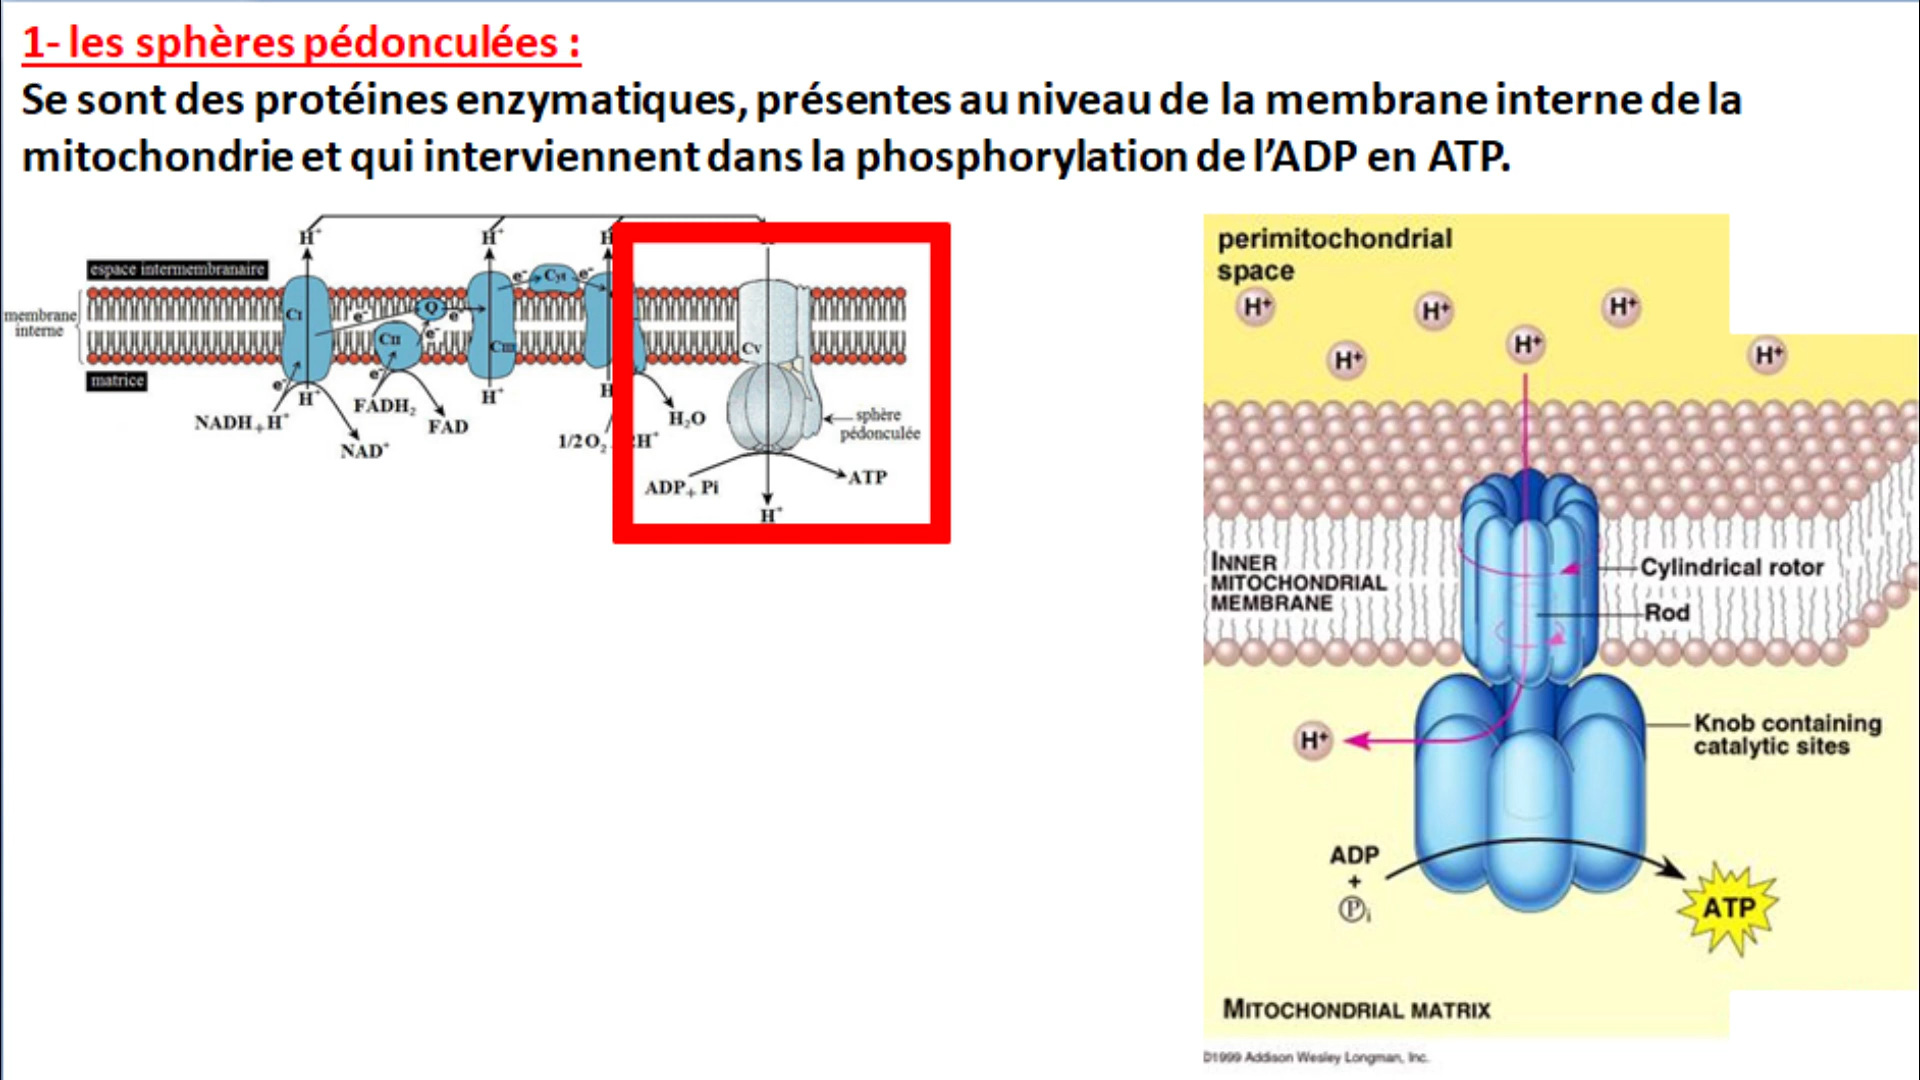 1- les sphères pédonculées :
Se sont des protéines enzymatiques, présentes au niveau de la membrane interne de la
mitochondrie et qui interviennent dans la phosphorylation de l'ADP en ATP.
H⁺ H⁺ H
espace intermembranaire
membrane
interne
CI
e⁻
Q
e⁻
e⁻
Cyt
e⁻
CII
e⁻
CIII
CV
matrice
e⁻
e⁻
H⁺
H⁺
H
NADH+H⁺
NAD⁺
FADH₂
FAD
1/2 O₂ 2H⁺
H₂O
sphère
pédonculée
ADP+ Pi
ATP
H⁺
perimitochondrial
space
H⁺ H⁺ H⁺
H⁺ H⁺ H⁺
INNER
MITOCHONDRIAL
MEMBRANE
Cylindrical rotor
Rod
Knob containing
catalytic sites
H⁺
ADP
+
Pi
ATP
MITOCHONDRIAL MATRIX
©1999 Addison Wesley Longman, Inc.